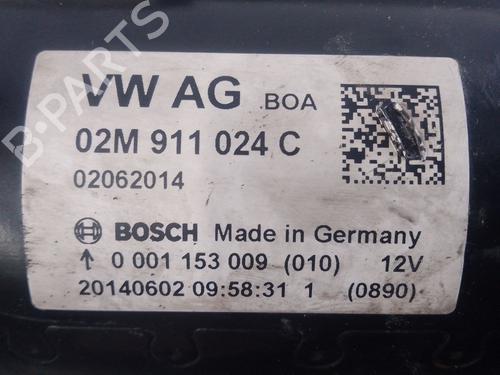 VW AG BOA
02M 911 024 C
02062014
BOSCH Made in Germany
↑ 0 001 153 009 (010) 12V
20140602 09:58:31 1 (0890)
B-PARTS